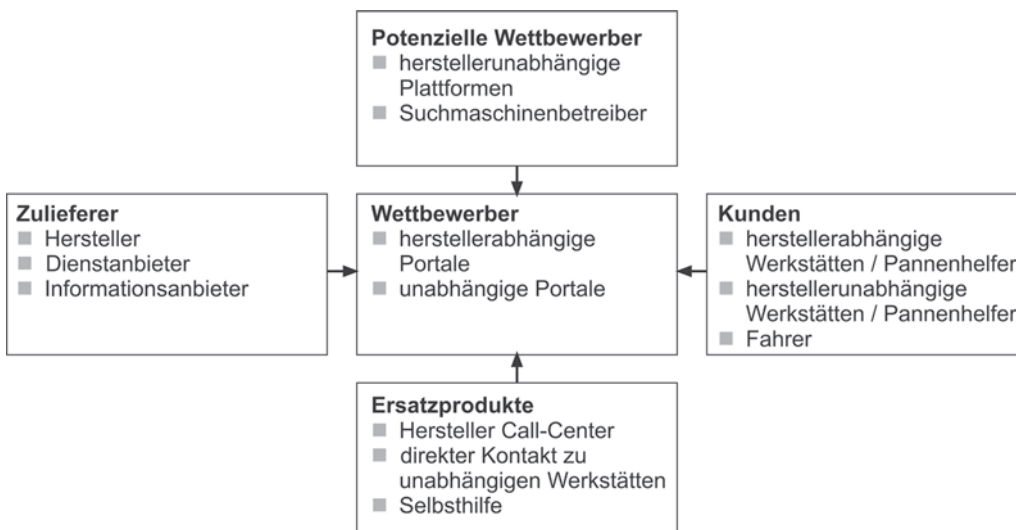 Potenzielle Wettbewerber
herstellerunabhängige
Plattformen
Suchmaschinenbetreiber
Zulieferer
Hersteller
Dienstanbieter
Informationsanbieter
Wettbewerber
herstellerabhängige
Portale
unabhängige Portale
Kunden
herstellerabhängige
Werkstätten / Pannenhelfer
herstellerunabhängige
Werkstätten / Pannenhelfer
Fahrer
Ersatzprodukte
Hersteller Call-Center
direkter Kontakt zu
unabhängigen Werkstätten
Selbsthilfe